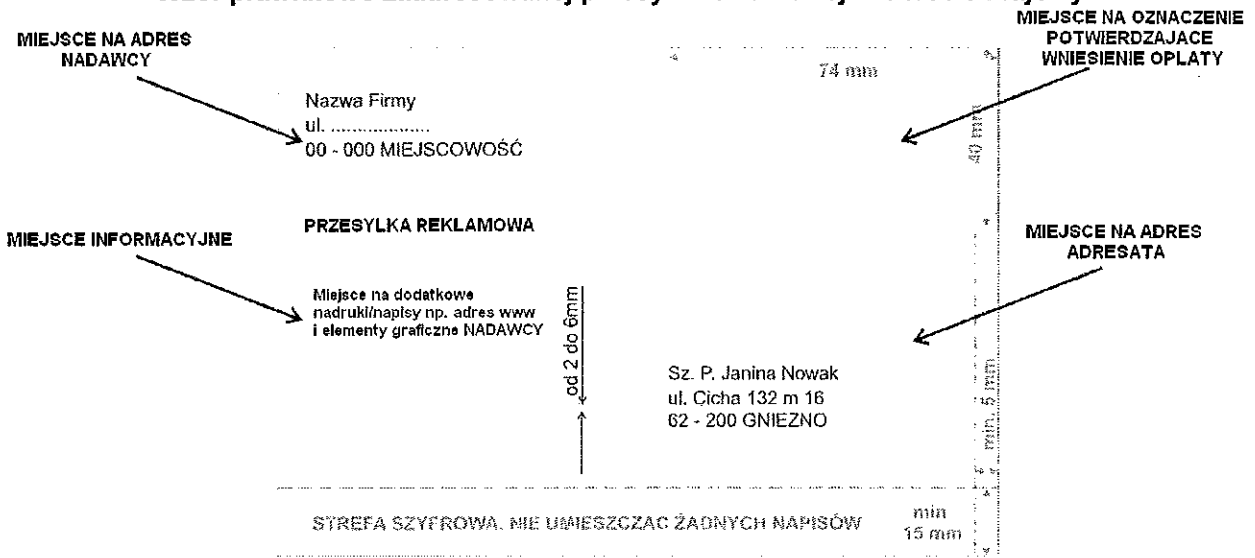 MIEJSCE NA OZNACZENIE
POTWIERDZAJACE
WNIESIENIE OPLATY
MIEJSCE NA ADRES
NADAWCY
74 mm
Nazwa Firmy
ul. ...................
00 - 000 MIEJSCOWOŚĆ
40 mm
PRZESYLKA REKLAMOWA
MIEJSCE INFORMACYJNE
MIEJSCE NA ADRES
ADRESATA
Miejsce na dodatkowe
nadruki/napisy np. adres www
i elementy graficzne NADAWCY
od 2 do 6mm
Sz. P. Janina Nowak
ul. Cicha 132 m 16
62 - 200 GNIEZNO
min. 5 mm
STREFA SZYFROWA. NIE UMIESZCZAC ŻADNYCH NAPISÓW
min
15 mm